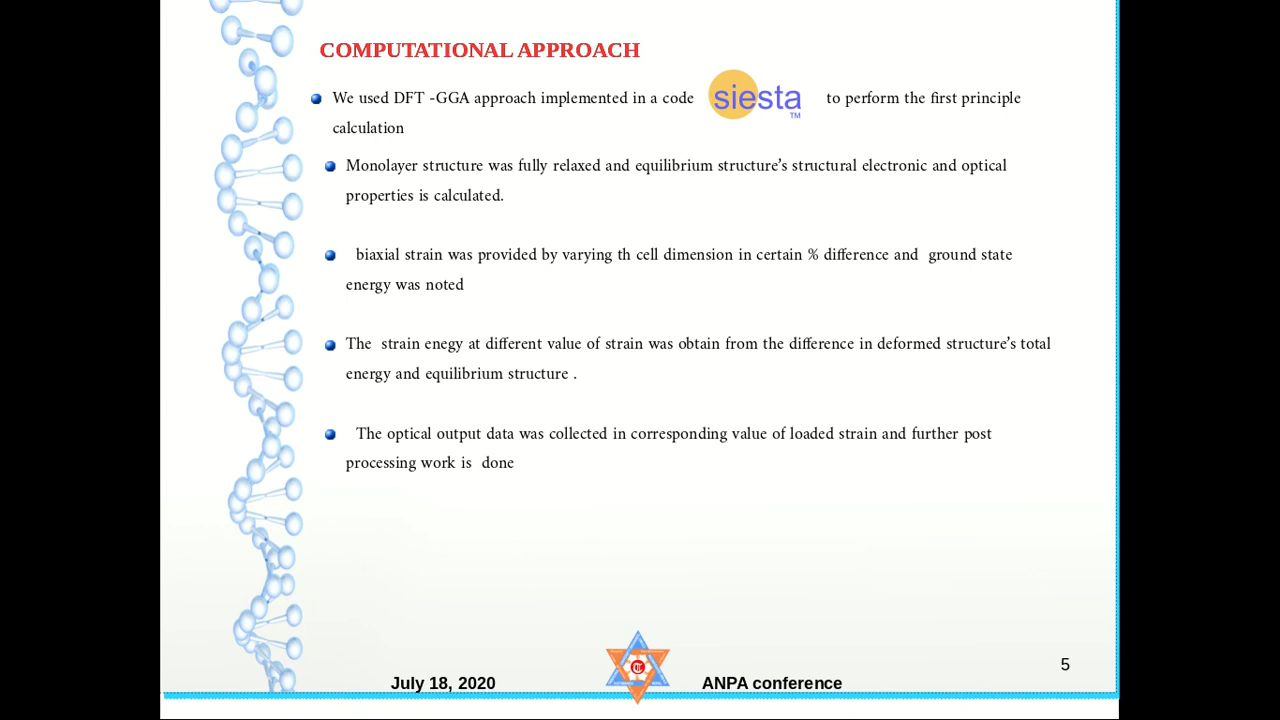 COMPUTATIONAL APPROACH
We used DFT -GGA approach implemented in a code siesta TM to perform the first principle
calculation
Monolayer structure was fully relaxed and equilibrium structure's structural electronic and optical
properties is calculated.
biaxial strain was provided by varying th cell dimension in certain % difference and ground state
energy was noted
The strain enegy at different value of strain was obtain from the difference in deformed structure's total
energy and equilibrium structure .
The optical output data was collected in corresponding value of loaded strain and further post
processing work is done
5
July 18, 2020 ANPA conference